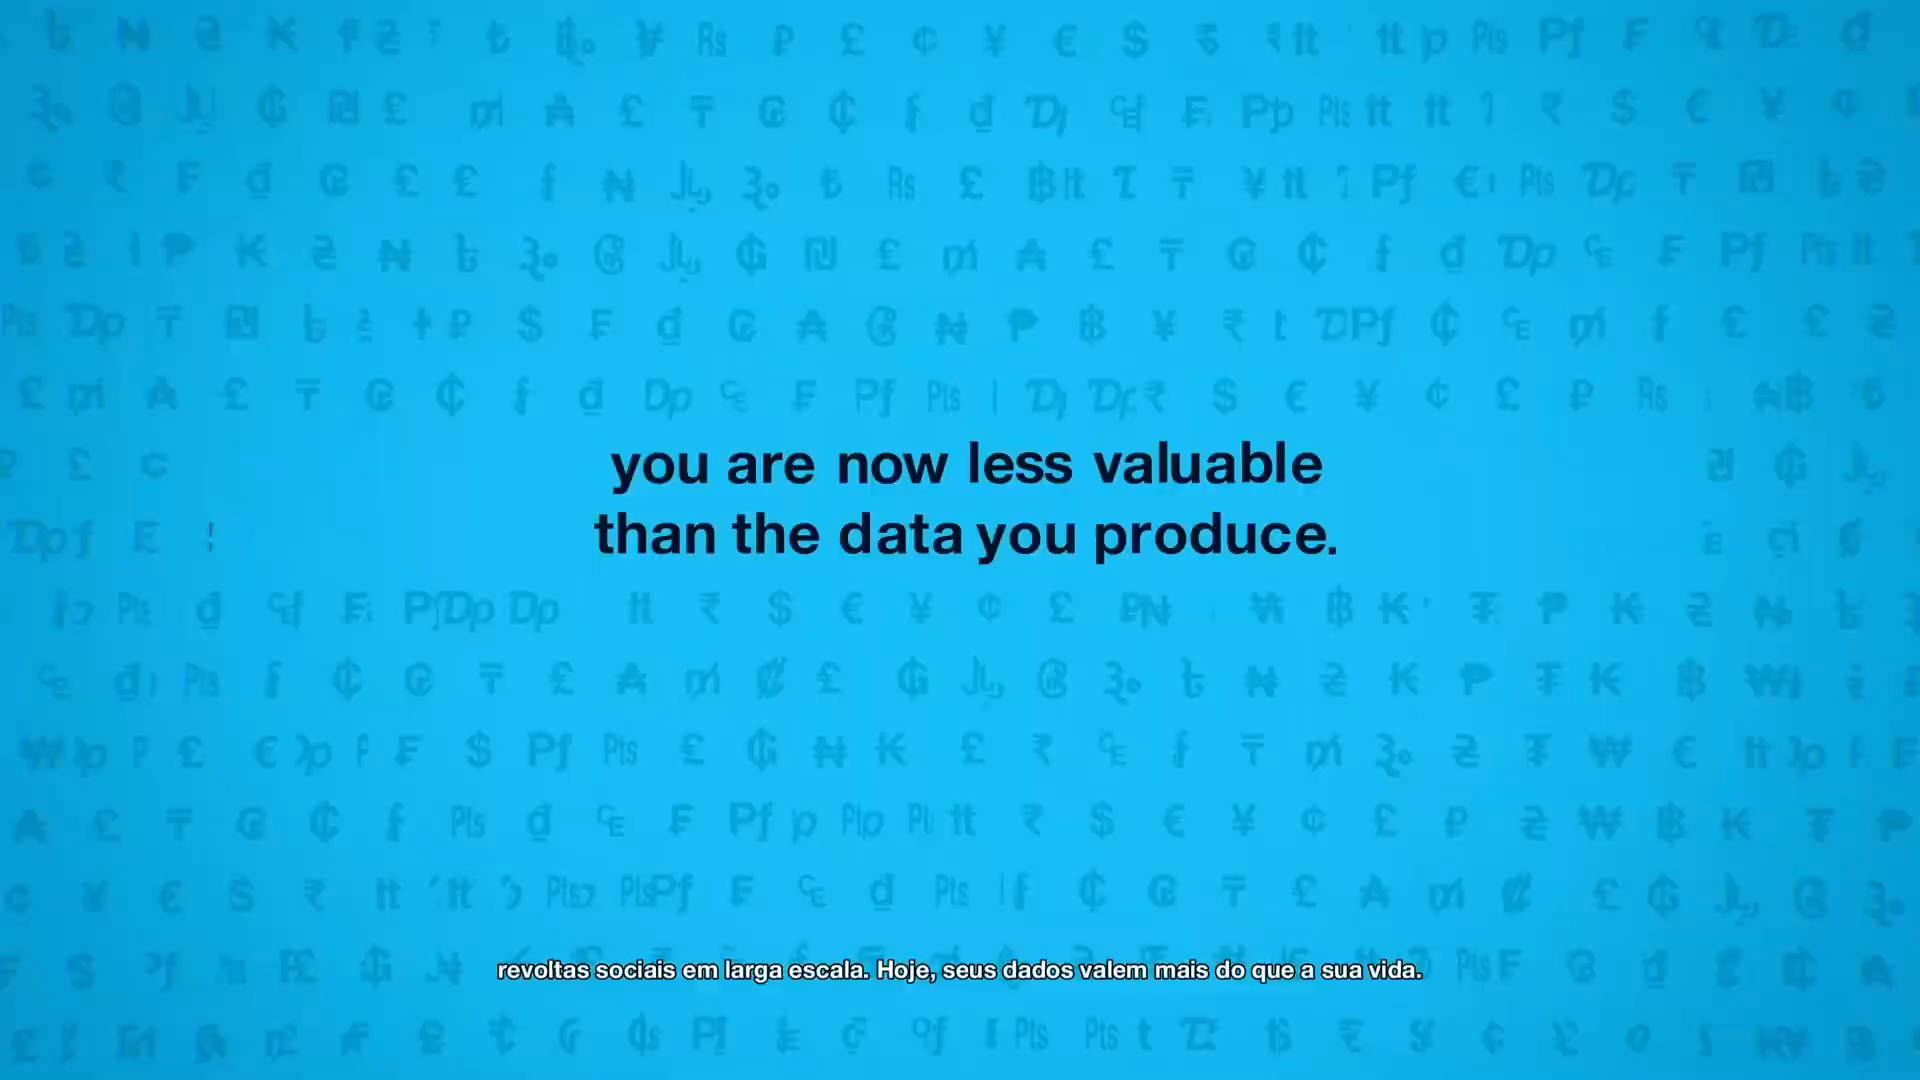 you are now less valuable
than the data you produce.
revoltas sociais em larga escala. Hoje, seus dados valem mais do que a sua vida.